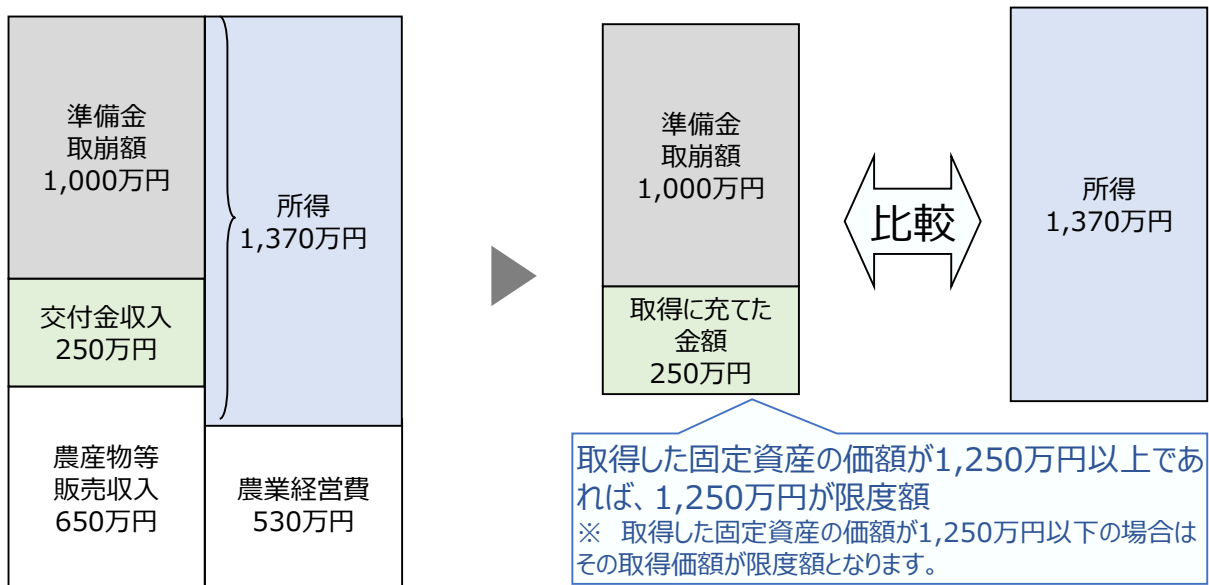 準備金
取崩額
1,000万円
交付金収入
250万円
農産物等
販売収入
650万円
所得
1,370万円
農業経営費
530万円
準備金
取崩額
1,000万円
取得に充てた
金額
250万円
比較
所得
1,370万円
取得した固定資産の価額が1,250万円以上であ
れば、1,250万円が限度額
※　取得した固定資産の価額が1,250万円以下の場合は
その取得価額が限度額となります。